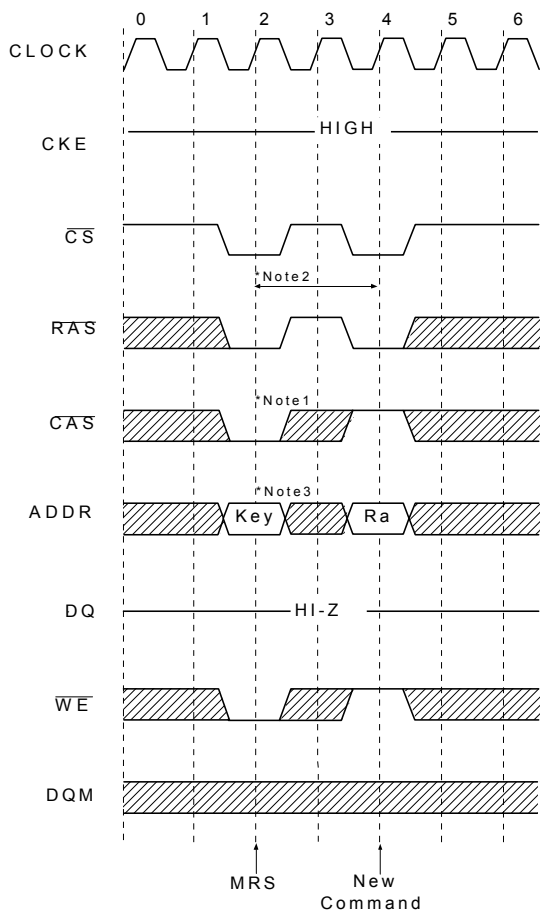 0 1 2 3 4 5 6
CLOCK
CKE
HIGH
CS
*Note2
RAS
*Note1
CAS
*Note3
ADDR
Key
Ra
DQ
HI-Z
WE
DQM
MRS
New
Command